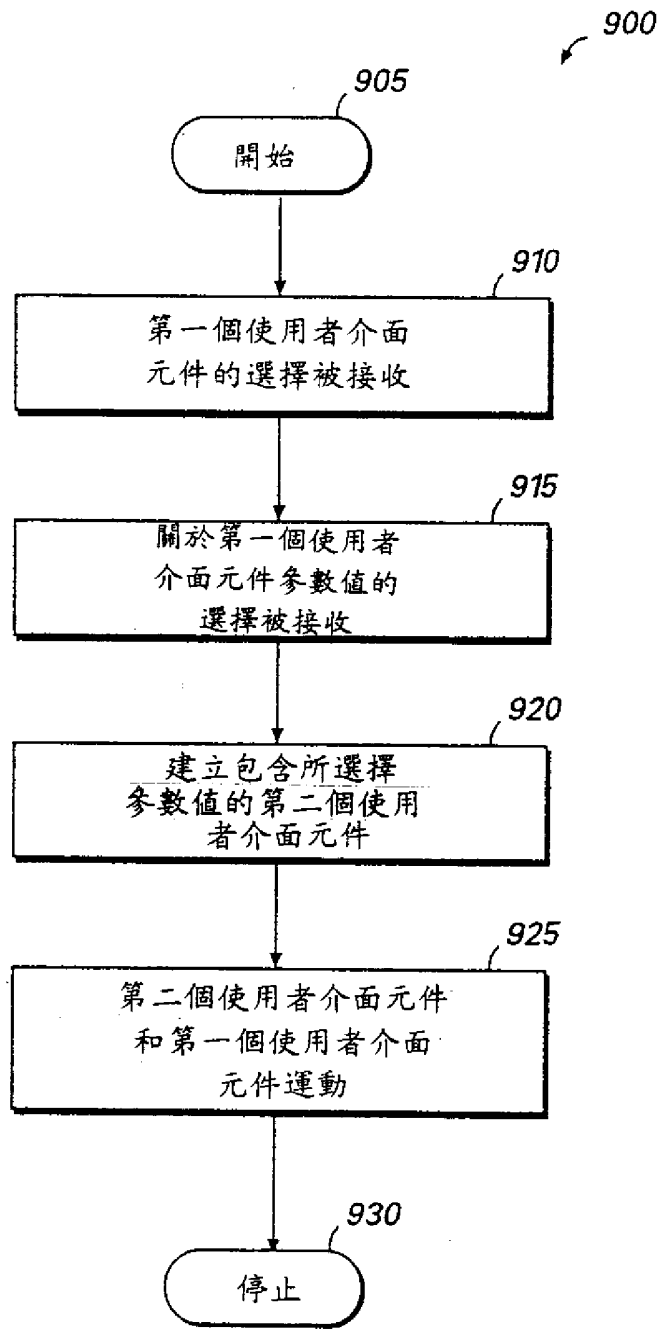 900
905
開始
910
第一個使用者介面
元件的選擇被接收
915
關於第一個使用者
介面元件參數值的
選擇被接收
920
建立包含所選擇
參數值的第二個使用
者介面元件
925
第二個使用者介面元件
和第一個使用者介面
元件運動
930
停止